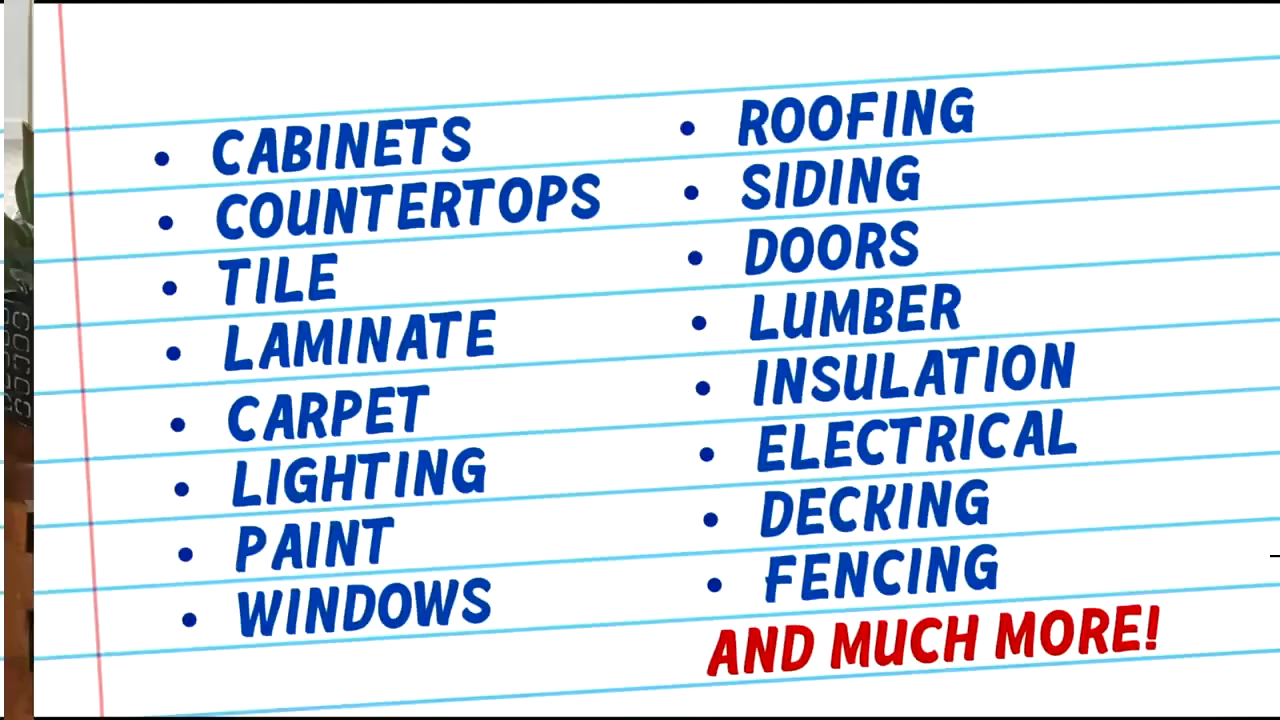 • CABINETS
• COUNTERTOPS
• TILE
• LAMINATE
• CARPET
• LIGHTING
• PAINT
• WINDOWS
• ROOFING
• SIDING
• DOORS
• LUMBER
• INSULATION
• ELECTRICAL
• DECKING
• FENCING
AND MUCH MORE!